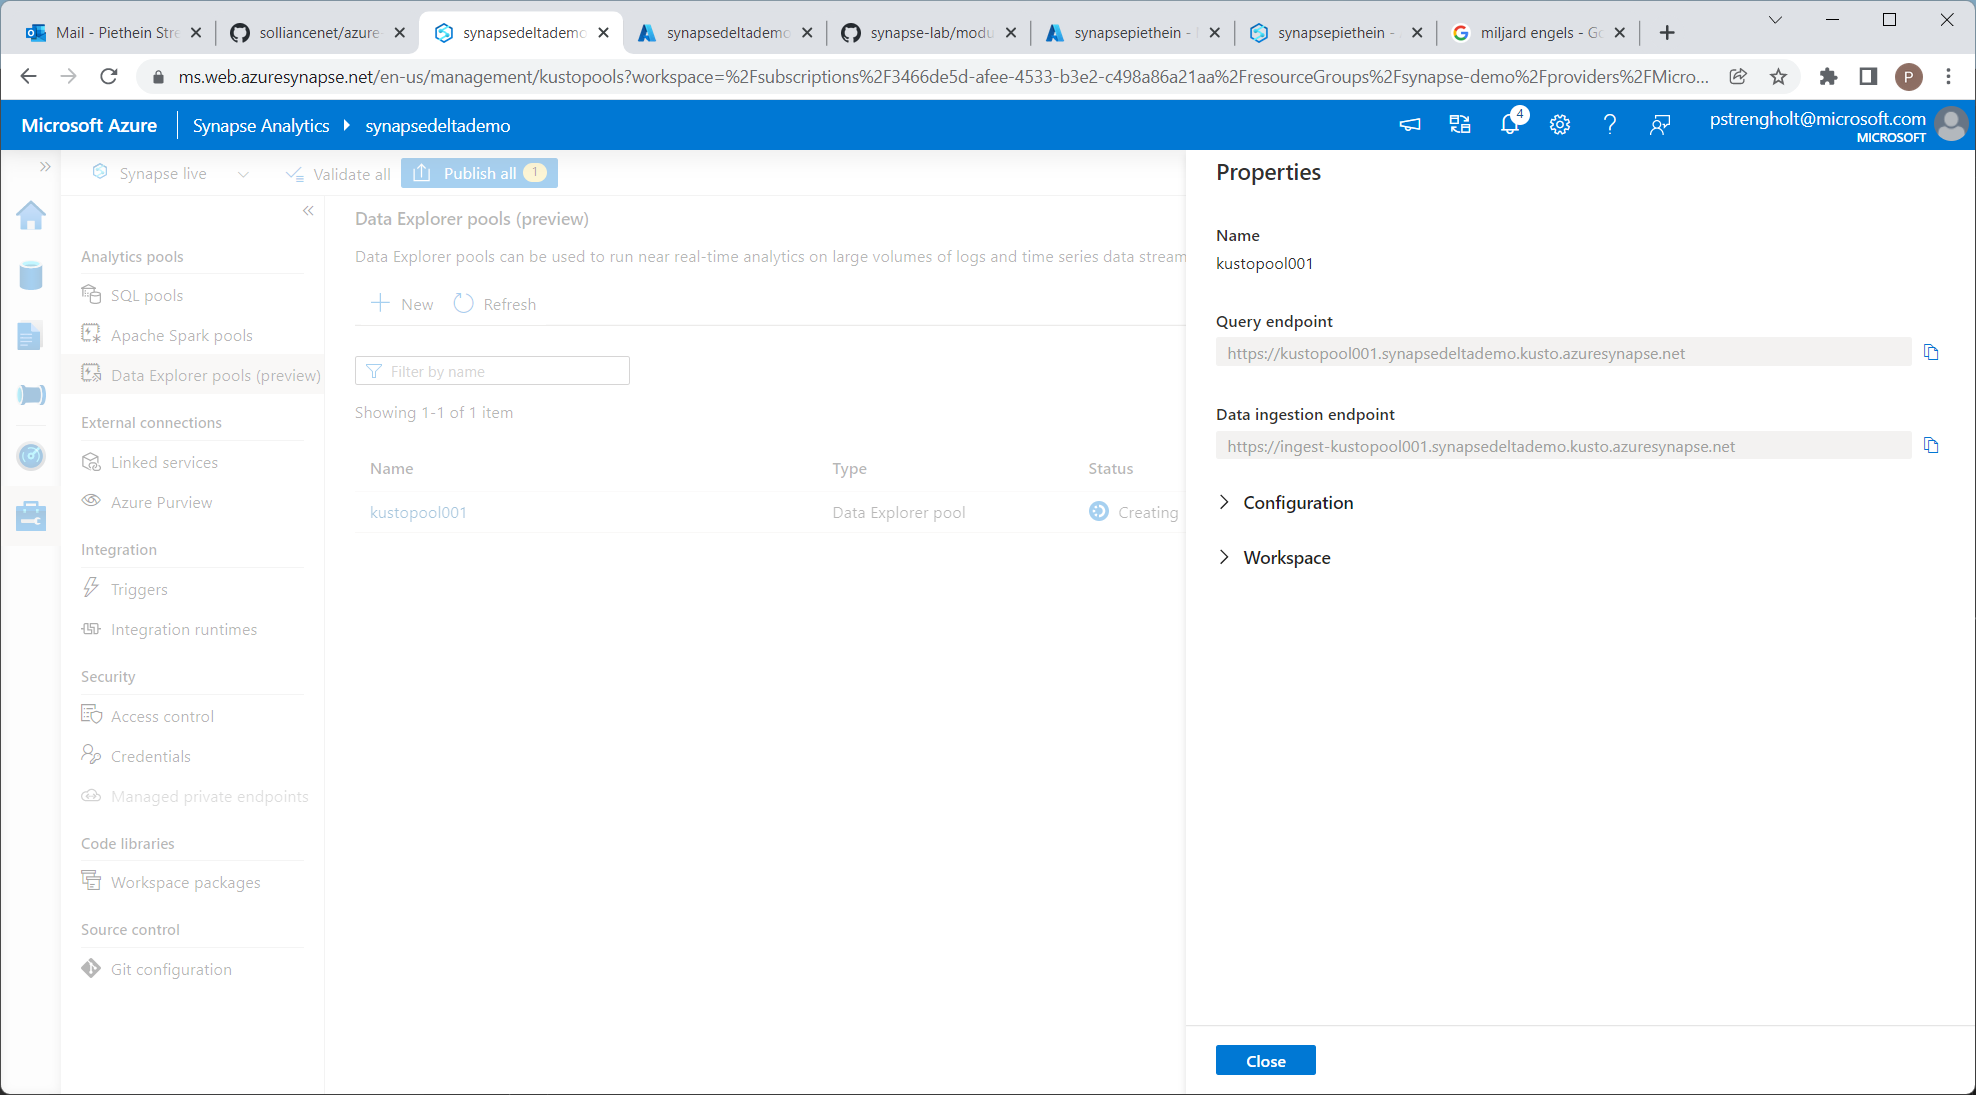 Mail - Piethein Stre
solliancenet/azure
synapsedeltademo
synapsedeltademo
synapse-lab/modu
synapsepiethein -
synapsepiethein -
miljard engels - Go
ms.web.azuresynapse.net/en-us/management/kustopools?workspace=%2Fsubscriptions%2F3466de5d-afee-4533-b3e2-c498a86a21aa%2FresourceGroups%2Fsynapse-demo%2Fproviders%2FMicro...
P
Microsoft Azure
Synapse Analytics
synapsedeltademo
4
pstrengholt@microsoft.com
MICROSOFT
Synapse live
Validate all
Publish all 1
Analytics pools
SQL pools
Apache Spark pools
Data Explorer pools (preview)
External connections
Linked services
Azure Purview
Integration
Triggers
Integration runtimes
Security
Access control
Credentials
Managed private endpoints
Code libraries
Workspace packages
Source control
Git configuration
Data Explorer pools (preview)
Data Explorer pools can be used to run near real-time analytics on large volumes of logs and time series data stream
New
Refresh
Filter by name
Showing 1-1 of 1 item
Name Type Status
kustopool001 Data Explorer pool Creating
Properties
Name
kustopool001
Query endpoint
https://kustopool001.synapsedeltademo.kusto.azuresynapse.net
Data ingestion endpoint
https://ingest-kustopool001.synapsedeltademo.kusto.azuresynapse.net
Configuration
Workspace
Close